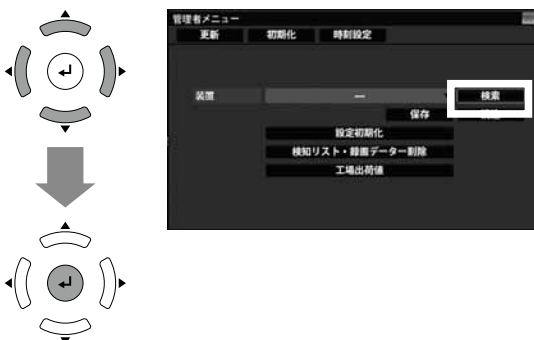 管理者メニュー
更新 初期化 時刻設定
装置 --- 検索
保存
設定初期化
検知リスト・録画データー削除
工場出荷値